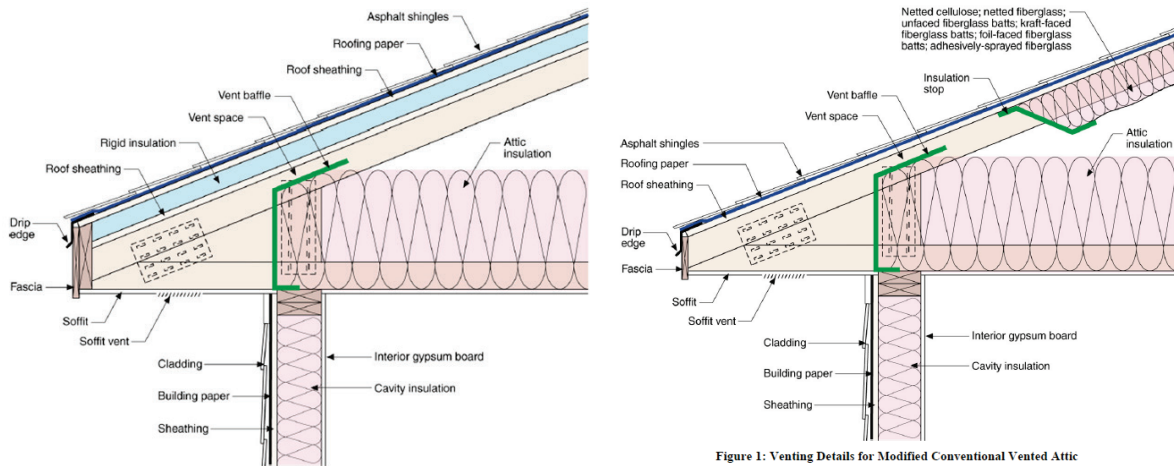 Asphalt shingles
Roofing paper
Roof sheathing
Vent baffle
Vent space
Rigid insulation
Roof sheathing
Attic
insulation
Drip
edge
Fascia
Soffit
Soffit vent
Cladding
Building paper
Sheathing
Interior gypsum board
Cavity insulation
Netted cellulose; netted fiberglass;
unfaced fiberglass batts; kraft-faced
fiberglass batts; foil-faced fiberglass
batts; adhesively-sprayed fiberglass
Insulation
stop
Vent baffle
Vent space
Asphalt shingles
Roofing paper
Roof sheathing
Attic
insulation
Drip
edge
Fascia
Soffit
Soffit vent
Cladding
Building paper
Sheathing
Interior gypsum board
Cavity insulation
Figure 1: Venting Details for Modified Conventional Vented Attic